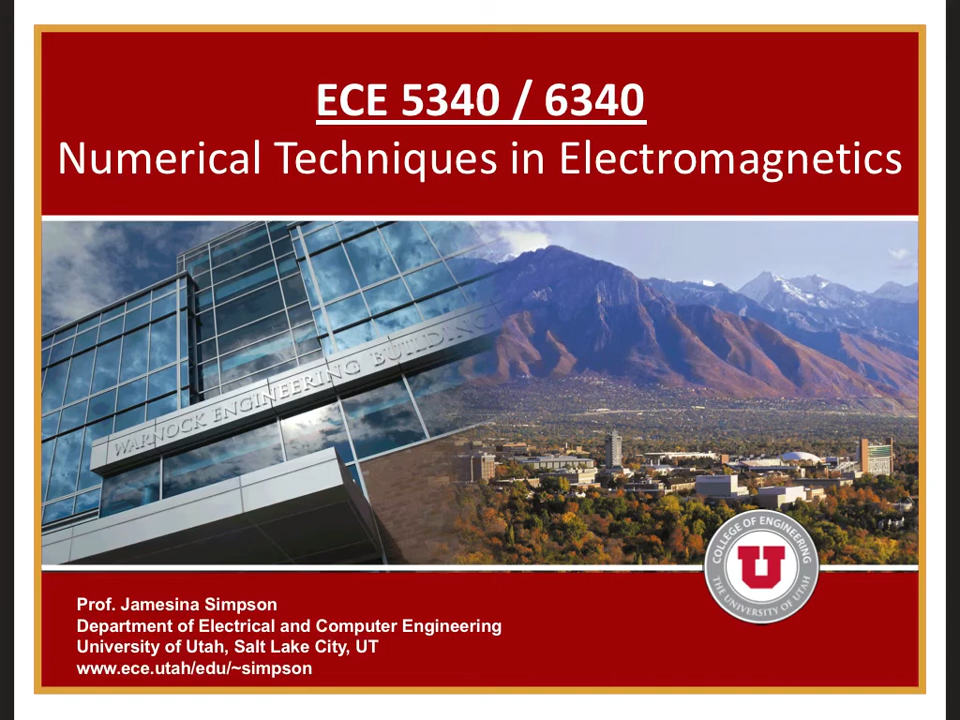 ECE 5340 / 6340
Numerical Techniques in Electromagnetics
WARNOCK ENGINEERING BUILDING
COLLEGE OF ENGINEERING
U
THE UNIVERSITY OF UTAH
Prof. Jamesina Simpson
Department of Electrical and Computer Engineering
University of Utah, Salt Lake City, UT
www.ece.utah/edu/~simpson